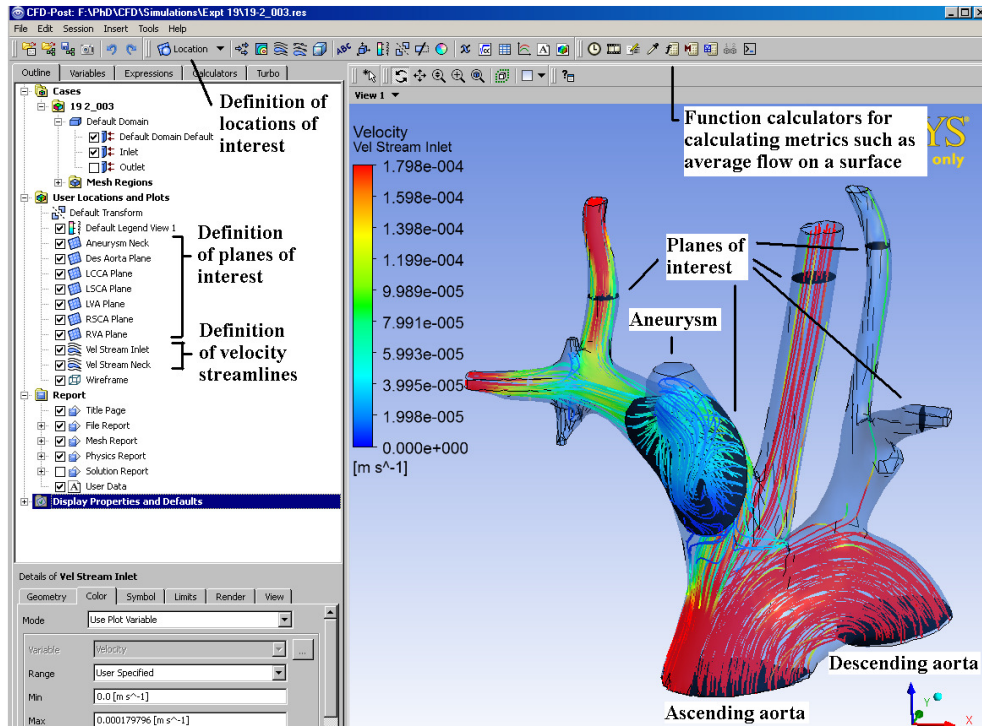 CFD-Post: F:\PhD\CFD\Simulations\Expt 19\19-2_003.res
File Edit Session Insert Tools Help
Location
Outline Variables Expressions Calculators Turbo
View 1
Cases
19 2_003
Default Domain
Default Domain Default
Inlet
Outlet
Mesh Regions
User Locations and Plots
Default Transform
Default Legend View 1
Aneurysm Neck
Des Aorta Plane
LCCA Plane
LSCA Plane
LVA Plane
RSCA Plane
RVA Plane
Vel Stream Inlet
Vel Stream Neck
Wireframe
Report
Title Page
File Report
Mesh Report
Physics Report
Solution Report
User Data
Display Properties and Defaults
Definition of
locations of
interest
Definition
of planes of
interest
Definition
of velocity
streamlines
Details of Vel Stream Inlet
Geometry Color Symbol Limits Render View
Mode Use Plot Variable
Variable Velocity ...
Range User Specified
Min 0.0 [m s^-1]
Max 0.000179796 [m s^-1]
Velocity
Vel Stream Inlet
1.798e-004
1.598e-004
1.398e-004
1.199e-004
9.989e-005
7.991e-005
5.993e-005
3.995e-005
1.998e-005
0.000e+000
[m s^-1]
Function calculators for
calculating metrics such as
average flow on a surface
YS
only
Planes of
interest
Aneurysm
Descending aorta
Ascending aorta
Y
X